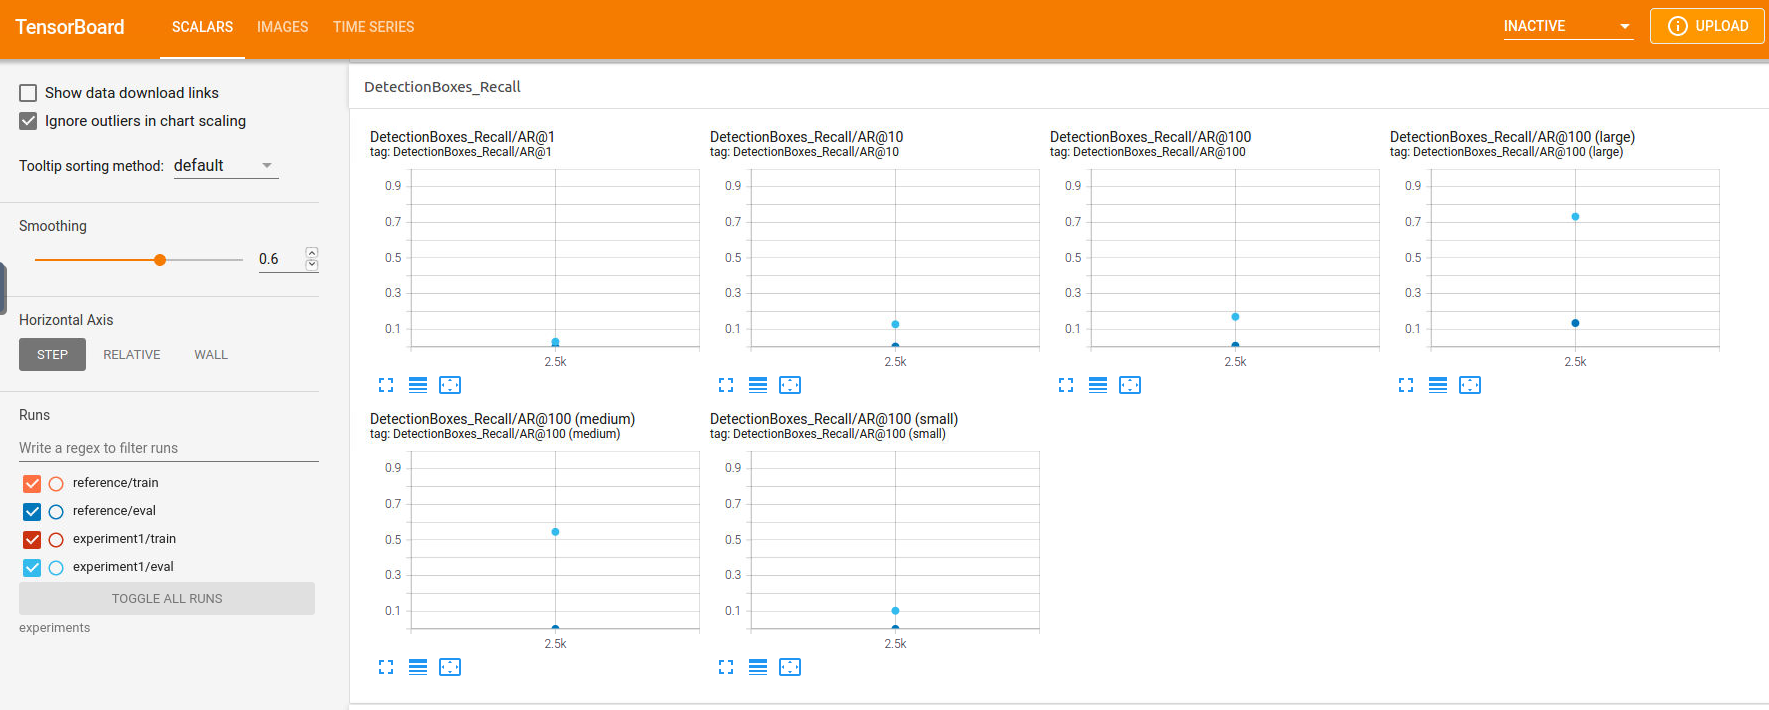 TensorBoard SCALARS IMAGES TIME SERIES INACTIVE UPLOAD
Show data download links
Ignore outliers in chart scaling
Tooltip sorting method: default
Smoothing
0.6
Horizontal Axis
STEP RELATIVE WALL
Runs
Write a regex to filter runs
reference/train
reference/eval
experiment1/train
experiment1/eval
TOGGLE ALL RUNS
experiments
DetectionBoxes_Recall
DetectionBoxes_Recall/AR@1
tag: DetectionBoxes_Recall/AR@1
0.9
0.7
0.5
0.3
0.1
2.5k
DetectionBoxes_Recall/AR@10
tag: DetectionBoxes_Recall/AR@10
0.9
0.7
0.5
0.3
0.1
2.5k
DetectionBoxes_Recall/AR@100
tag: DetectionBoxes_Recall/AR@100
0.9
0.7
0.5
0.3
0.1
2.5k
DetectionBoxes_Recall/AR@100 (large)
tag: DetectionBoxes_Recall/AR@100 (large)
0.9
0.7
0.5
0.3
0.1
2.5k
DetectionBoxes_Recall/AR@100 (medium)
tag: DetectionBoxes_Recall/AR@100 (medium)
0.9
0.7
0.5
0.3
0.1
2.5k
DetectionBoxes_Recall/AR@100 (small)
tag: DetectionBoxes_Recall/AR@100 (small)
0.9
0.7
0.5
0.3
0.1
2.5k